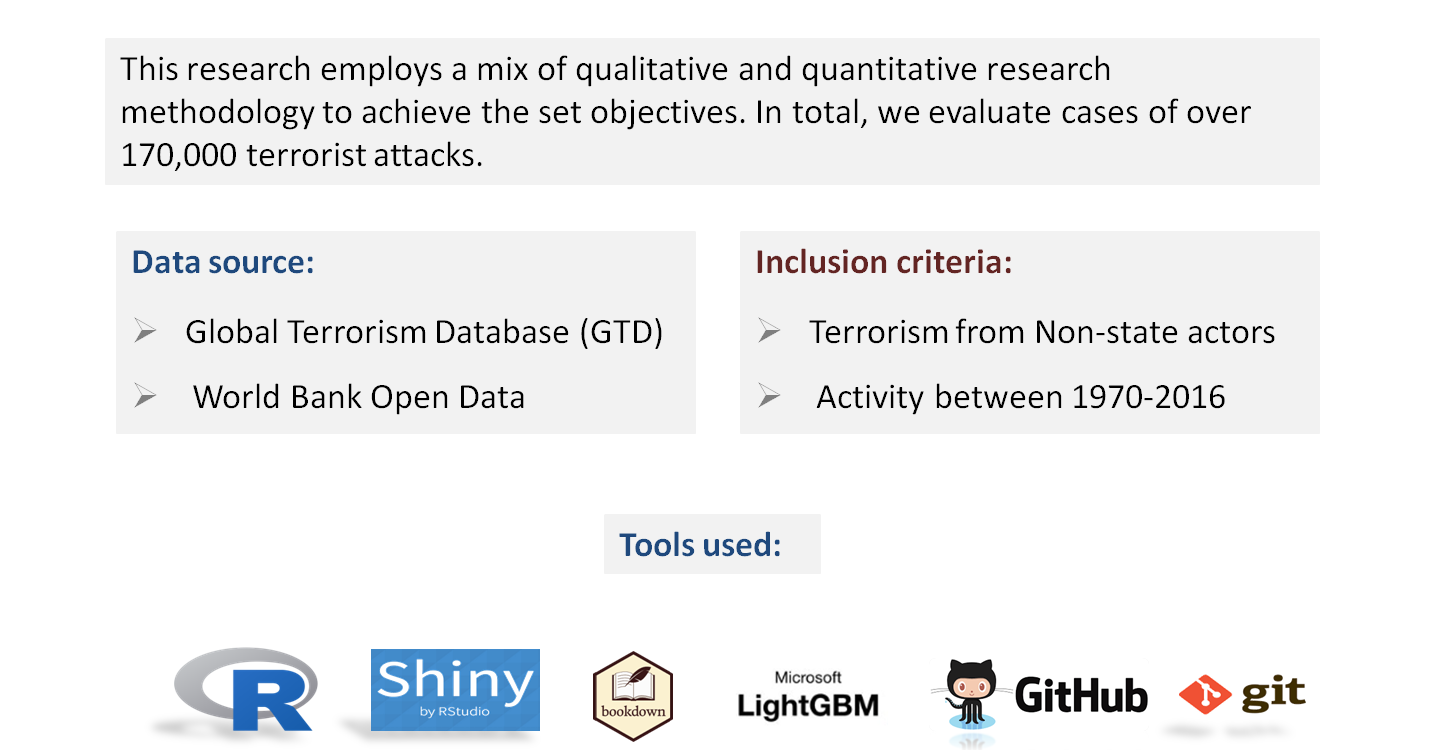 This research employs a mix of qualitative and quantitative research
methodology to achieve the set objectives. In total, we evaluate cases of over
170,000 terrorist attacks.
Data source:
Global Terrorism Database (GTD)
World Bank Open Data
Inclusion criteria:
Terrorism from Non-state actors
Activity between 1970-2016
Tools used:
R
Shiny
by RStudio
bookdown
Microsoft
LightGBM
GitHub
git